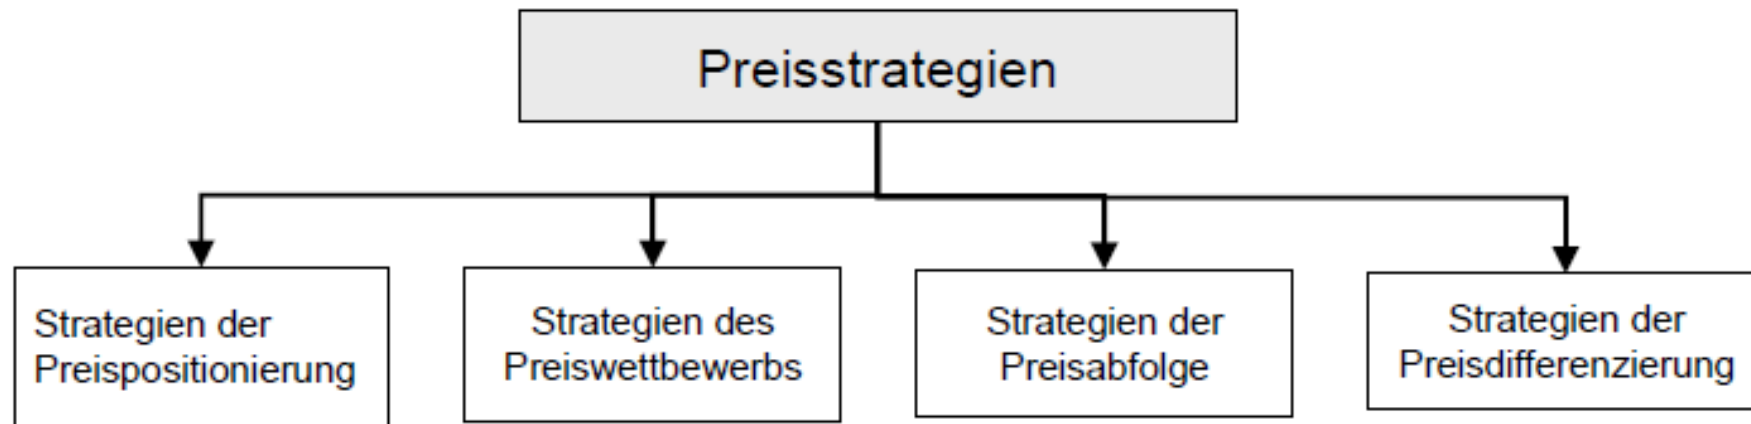 Preisstrategien
Strategien der
Preispositionierung
Strategien des
Preiswettbewerbs
Strategien der
Preisabfolge
Strategien der
Preisdifferenzierung